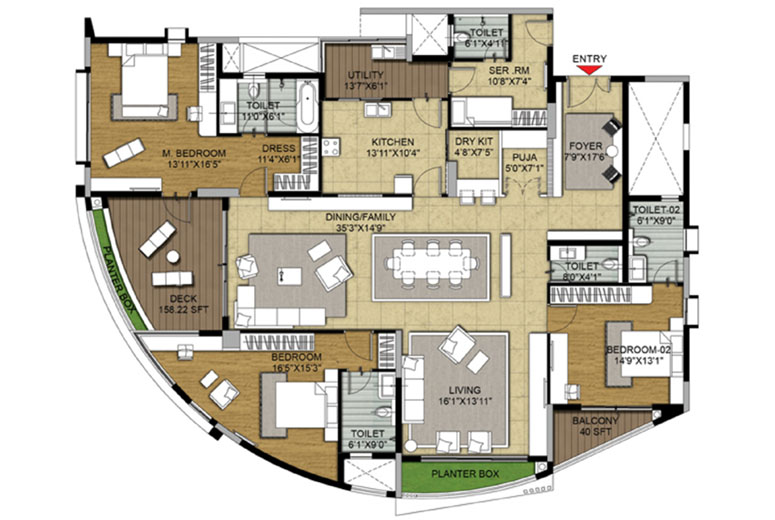 TOILET
6'1"X4'11"
ENTRY
SER .RM
10'8"X7'4"
UTILITY
13'7"X6'1"
TOILET
11'0"X6'1"
KITCHEN
13'11"X10'4"
DRY KIT
4'8"X7'5"
PUJA
5'0"X7'1"
FOYER
7'9"X17'6"
M. BEDROOM
13'11"X16'5"
DRESS
11'4"X6'1"
DINING/FAMILY
35'3"X14'9"
TOILET-02
6'1"X9'0"
PLANTER BOX
DECK
158.22 SFT
TOILET
8'0"X4'1"
BEDROOM
16'5"X15'3"
LIVING
16'1"X13'11"
BEDROOM-02
14'9"X13'1"
TOILET
6'1"X9'0"
BALCONY
40 SFT
PLANTER BOX